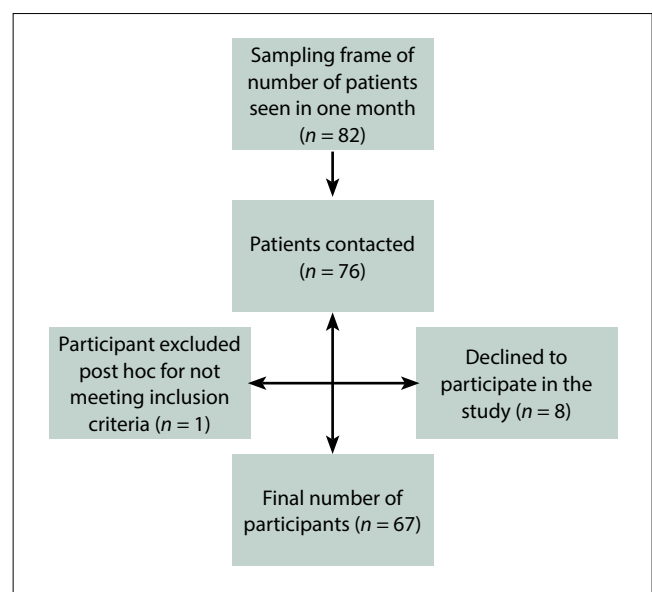 Sampling frame of
number of patients
seen in one month
(n = 82)
Patients contacted
(n = 76)
Participant excluded
post hoc for not
meeting inclusion
criteria (n = 1)
Declined to
participate in the
study (n = 8)
Final number of
participants (n = 67)